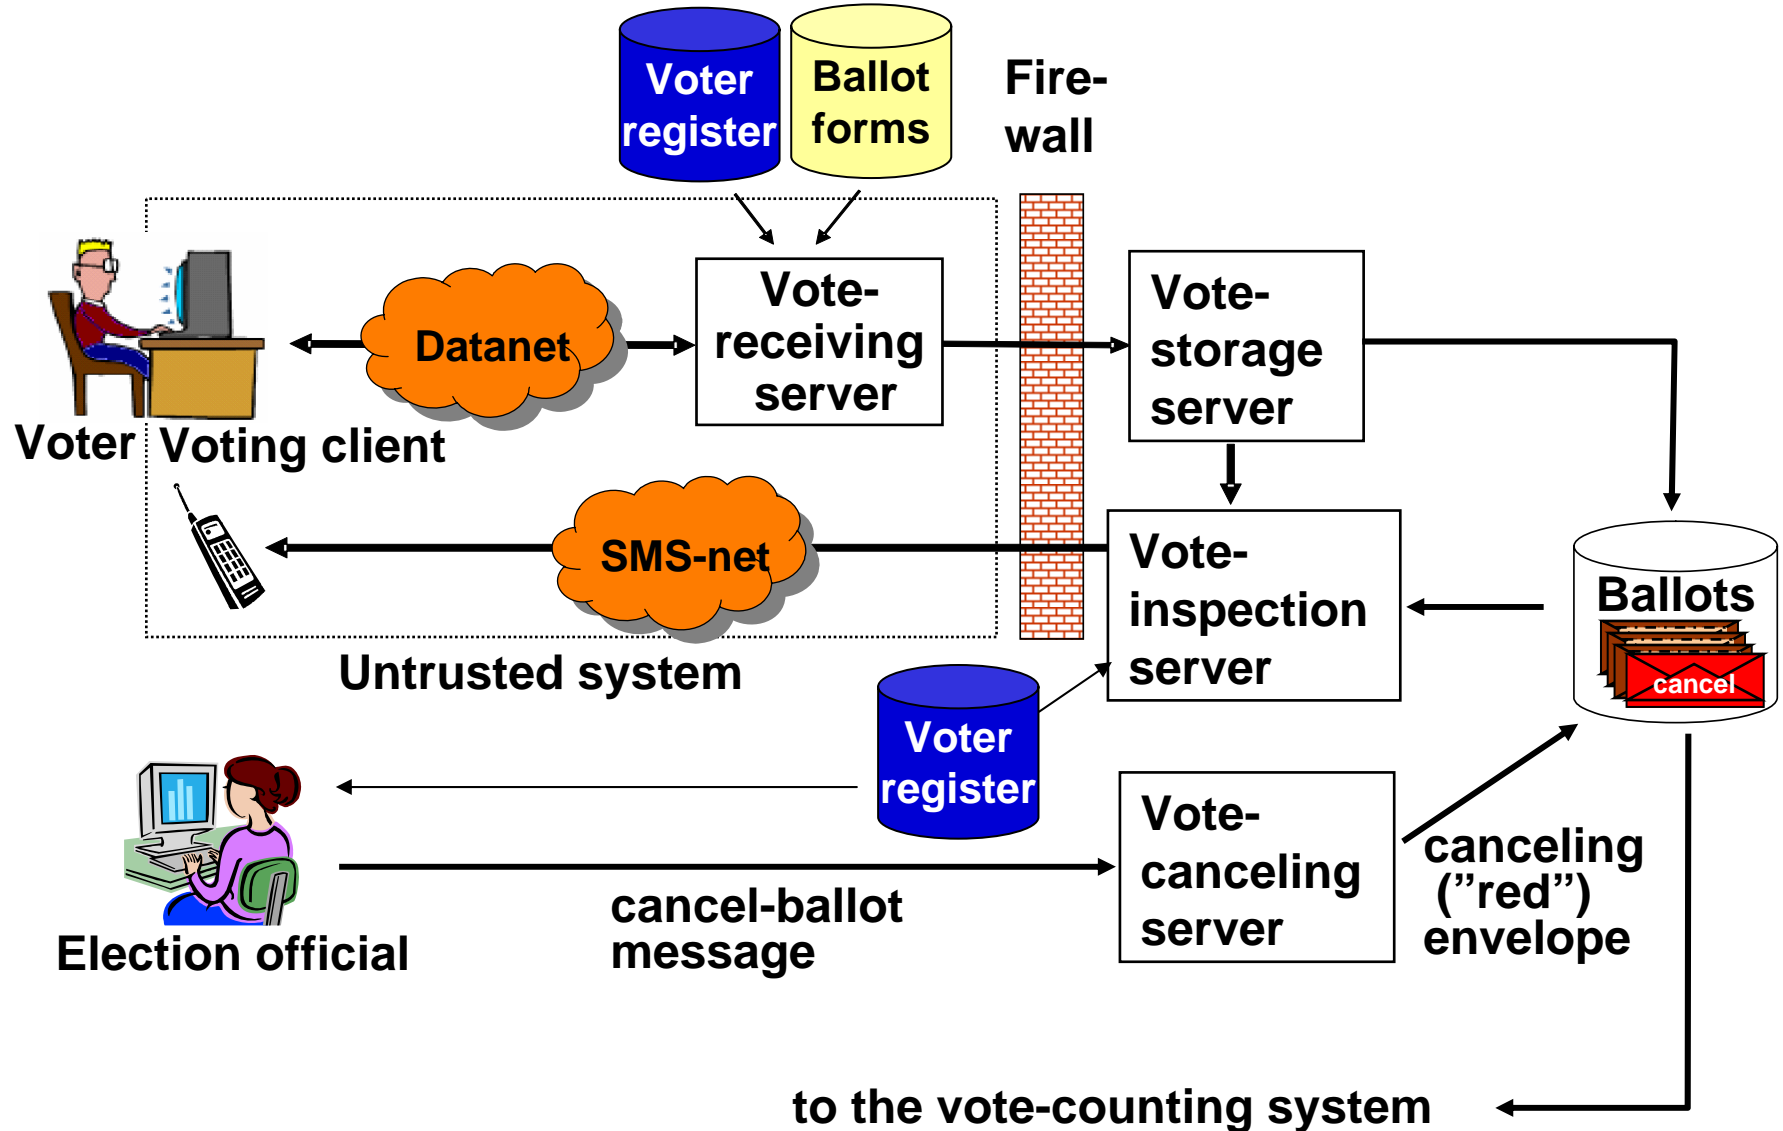 Voter
register
Ballot
forms
Fire-
wall
Datanet
Vote-
receiving
server
Vote-
storage
server
Voter
Voting client
SMS-net
Vote-
inspection
server
Ballots
cancel
Untrusted system
Voter
register
Vote-
canceling
server
canceling
(”red”)
envelope
cancel-ballot
message
Election official
to the vote-counting system